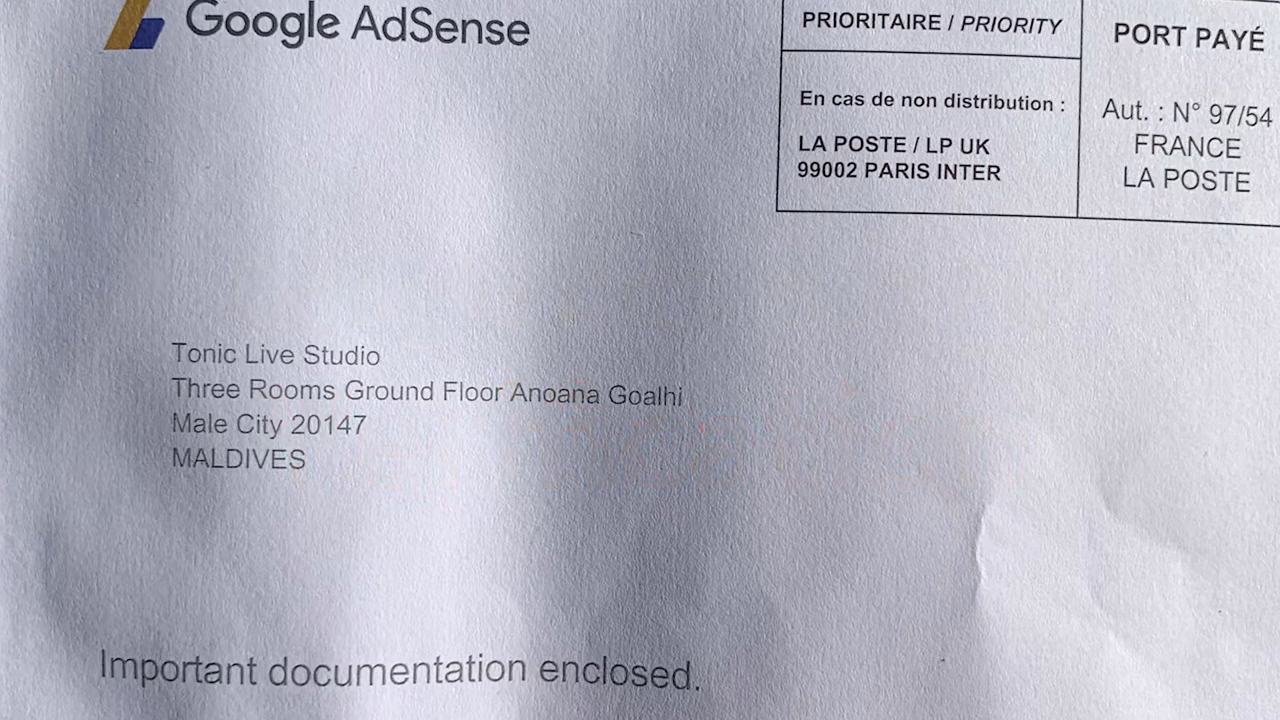 Google AdSense
PRIORITAIRE / PRIORITY
PORT PAYÉ
En cas de non distribution :
LA POSTE / LP UK
99002 PARIS INTER
Aut. : N° 97/54
FRANCE
LA POSTE
Tonic Live Studio
Three Rooms Ground Floor Anoana Goalhi
Male City 20147
MALDIVES
Important documentation enclosed.